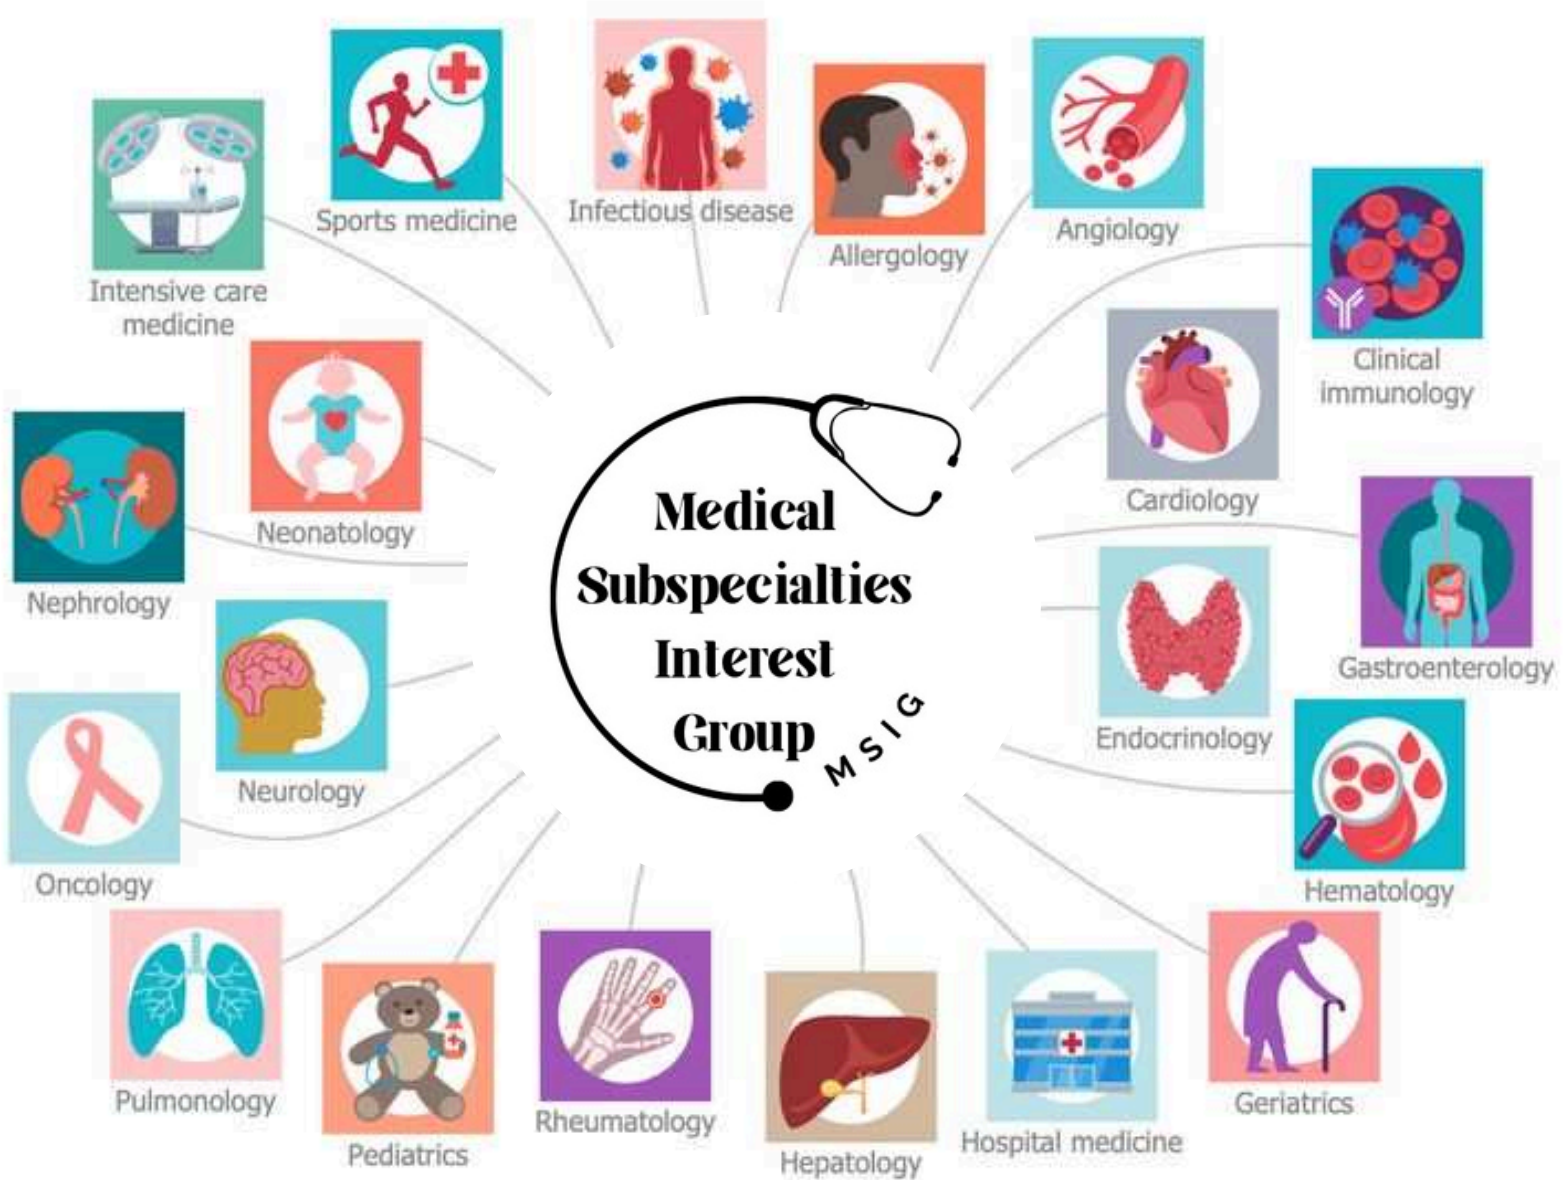 Sports medicine
Infectious disease
Allergology
Angiology
Intensive care
medicine
Clinical
immunology
Neonatology
Cardiology
Nephrology
Medical
Subspecialties
Interest
Group
MSIG
Gastroenterology
Endocrinology
Neurology
Oncology
Hematology
Pulmonology
Pediatrics
Rheumatology
Hepatology
Hospital medicine
Geriatrics